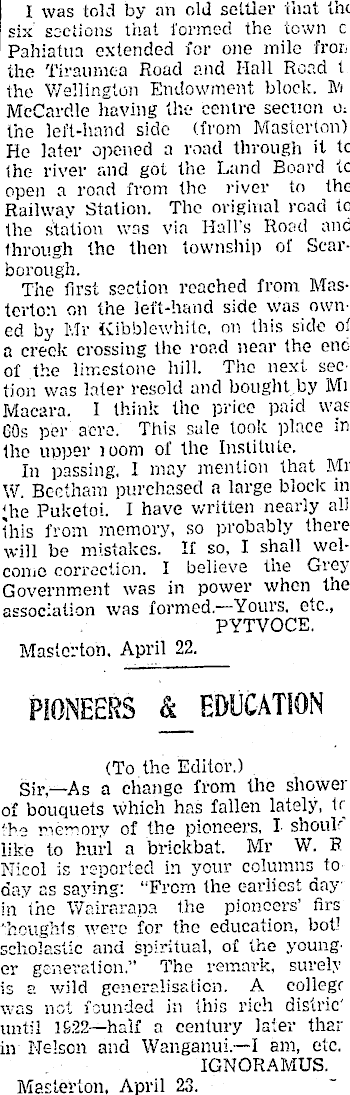 I was told by an old settler that the
six sections that formed the town o
Pahiatua extended for one mile from
the Tiraumea Road and Hall Road t
the Wellington Endowment block. M
McCardle having the centre section o
the left-hand side (from Masterton)
He later opened a road through it to
the river and got the Land Board to
open a road from the river to the
Railway Station. The original road to
the station was via Hall's Road and
through the then township of Scar-
borough.
The first section reached from Mas-
terton on the left-hand side was own-
ed by Mr Kibblewhite, on this side of
a creek crossing the road near the end
of the limestone hill. The next sec-
tion was later resold and bought by Mr
Macara. I think the price paid was
60s per acre. This sale took place in
the upper room of the Institute.
In passing, I may mention that Mr
W. Beetham purchased a large block in
the Puketoi. I have written nearly all
this from memory, so probably there
will be mistakes. If so, I shall wel-
come correction. I believe the Grey
Government was in power when the
association was formed.—Yours, etc.,
PYTVOCE.
Masterton, April 22.
PIONEERS & EDUCATION
(To the Editor.)
Sir,—As a change from the shower
of bouquets which has fallen lately, to
the memory of the pioneers, I should
like to hurl a brickbat. Mr W. B
Nicol is reported in your columns to-
day as saying: "From the earliest day
in the Wairarapa the pioneers' firs
thoughts were for the education, both
scholastic and spiritual, of the young-
er generation." The remark, surely
is a wild generalisation. A college
was not founded in this rich district
until 1922—half a century later than
in Nelson and Wanganui.—I am, etc.
IGNORAMUS.
Masterton, April 23.